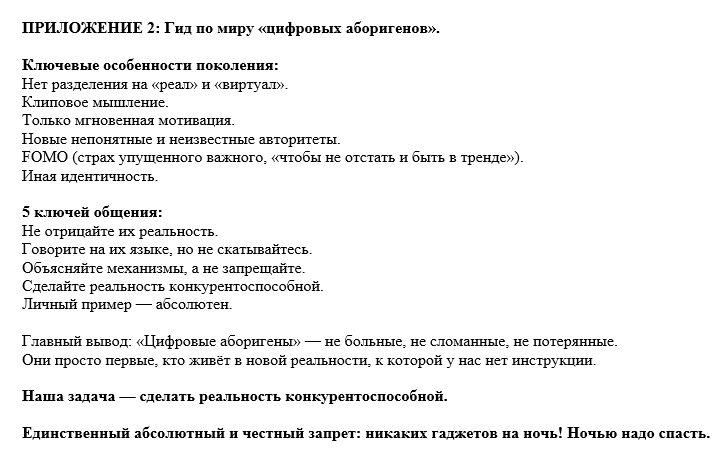 ПРИЛОЖЕНИЕ 2: Гид по миру «цифровых аборигенов».
Ключевые особенности поколения:
Нет разделения на «реал» и «виртуал».
Клиповое мышление.
Только мгновенная мотивация.
Новые непонятные и неизвестные авторитеты.
FOMO (страх упущенного важного, «чтобы не отстать и быть в тренде»).
Иная идентичность.
5 ключей общения:
Не отрицайте их реальность.
Говорите на их языке, но не скатывайтесь.
Объясняйте механизмы, а не запрещайте.
Сделайте реальность конкурентоспособной.
Личный пример — абсолютен.
Главный вывод: «Цифровые аборигены» — не больные, не сломанные, не потерянные.
Они просто первые, кто живёт в новой реальности, к которой у нас нет инструкции.
Наша задача — сделать реальность конкурентоспособной.
Единственный абсолютный и честный запрет: никаких гаджетов на ночь! Ночью надо спасть.